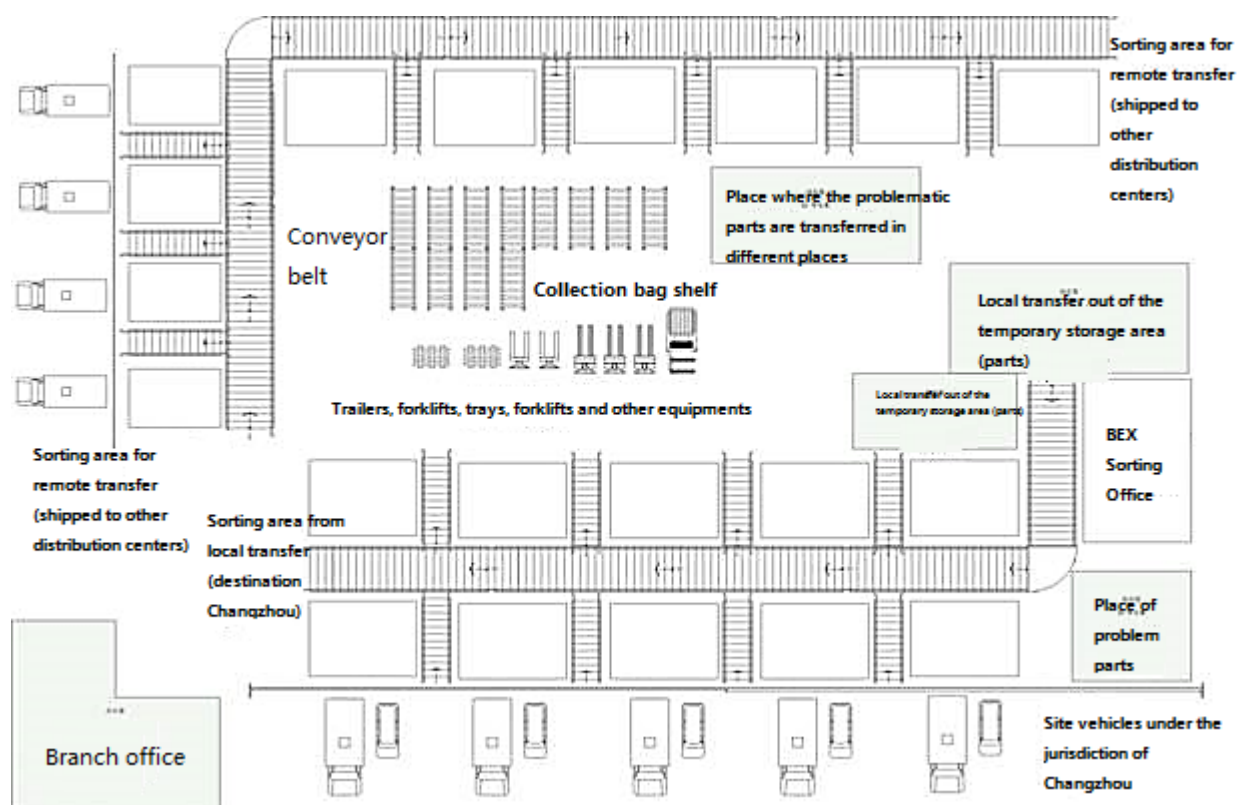 Sorting area for
remote transfer
(shipped to
other
distribution
centers)
Place where the problematic
parts are transferred in
different places
Conveyor
belt
Collection bag shelf
Local transfer out of the
temporary storage area
(parts)
Local transfer out of the
temporary storage area (parts)
Trailers, forklifts, trays, forklifts and other equipments
BEX
Sorting
Office
Sorting area for
remote transfer
(shipped to other
distribution centers)
Sorting area from
local transfer
(destination
Changzhou)
Place of
problem
parts
Branch office
Site vehicles under the
jurisdiction of
Changzhou